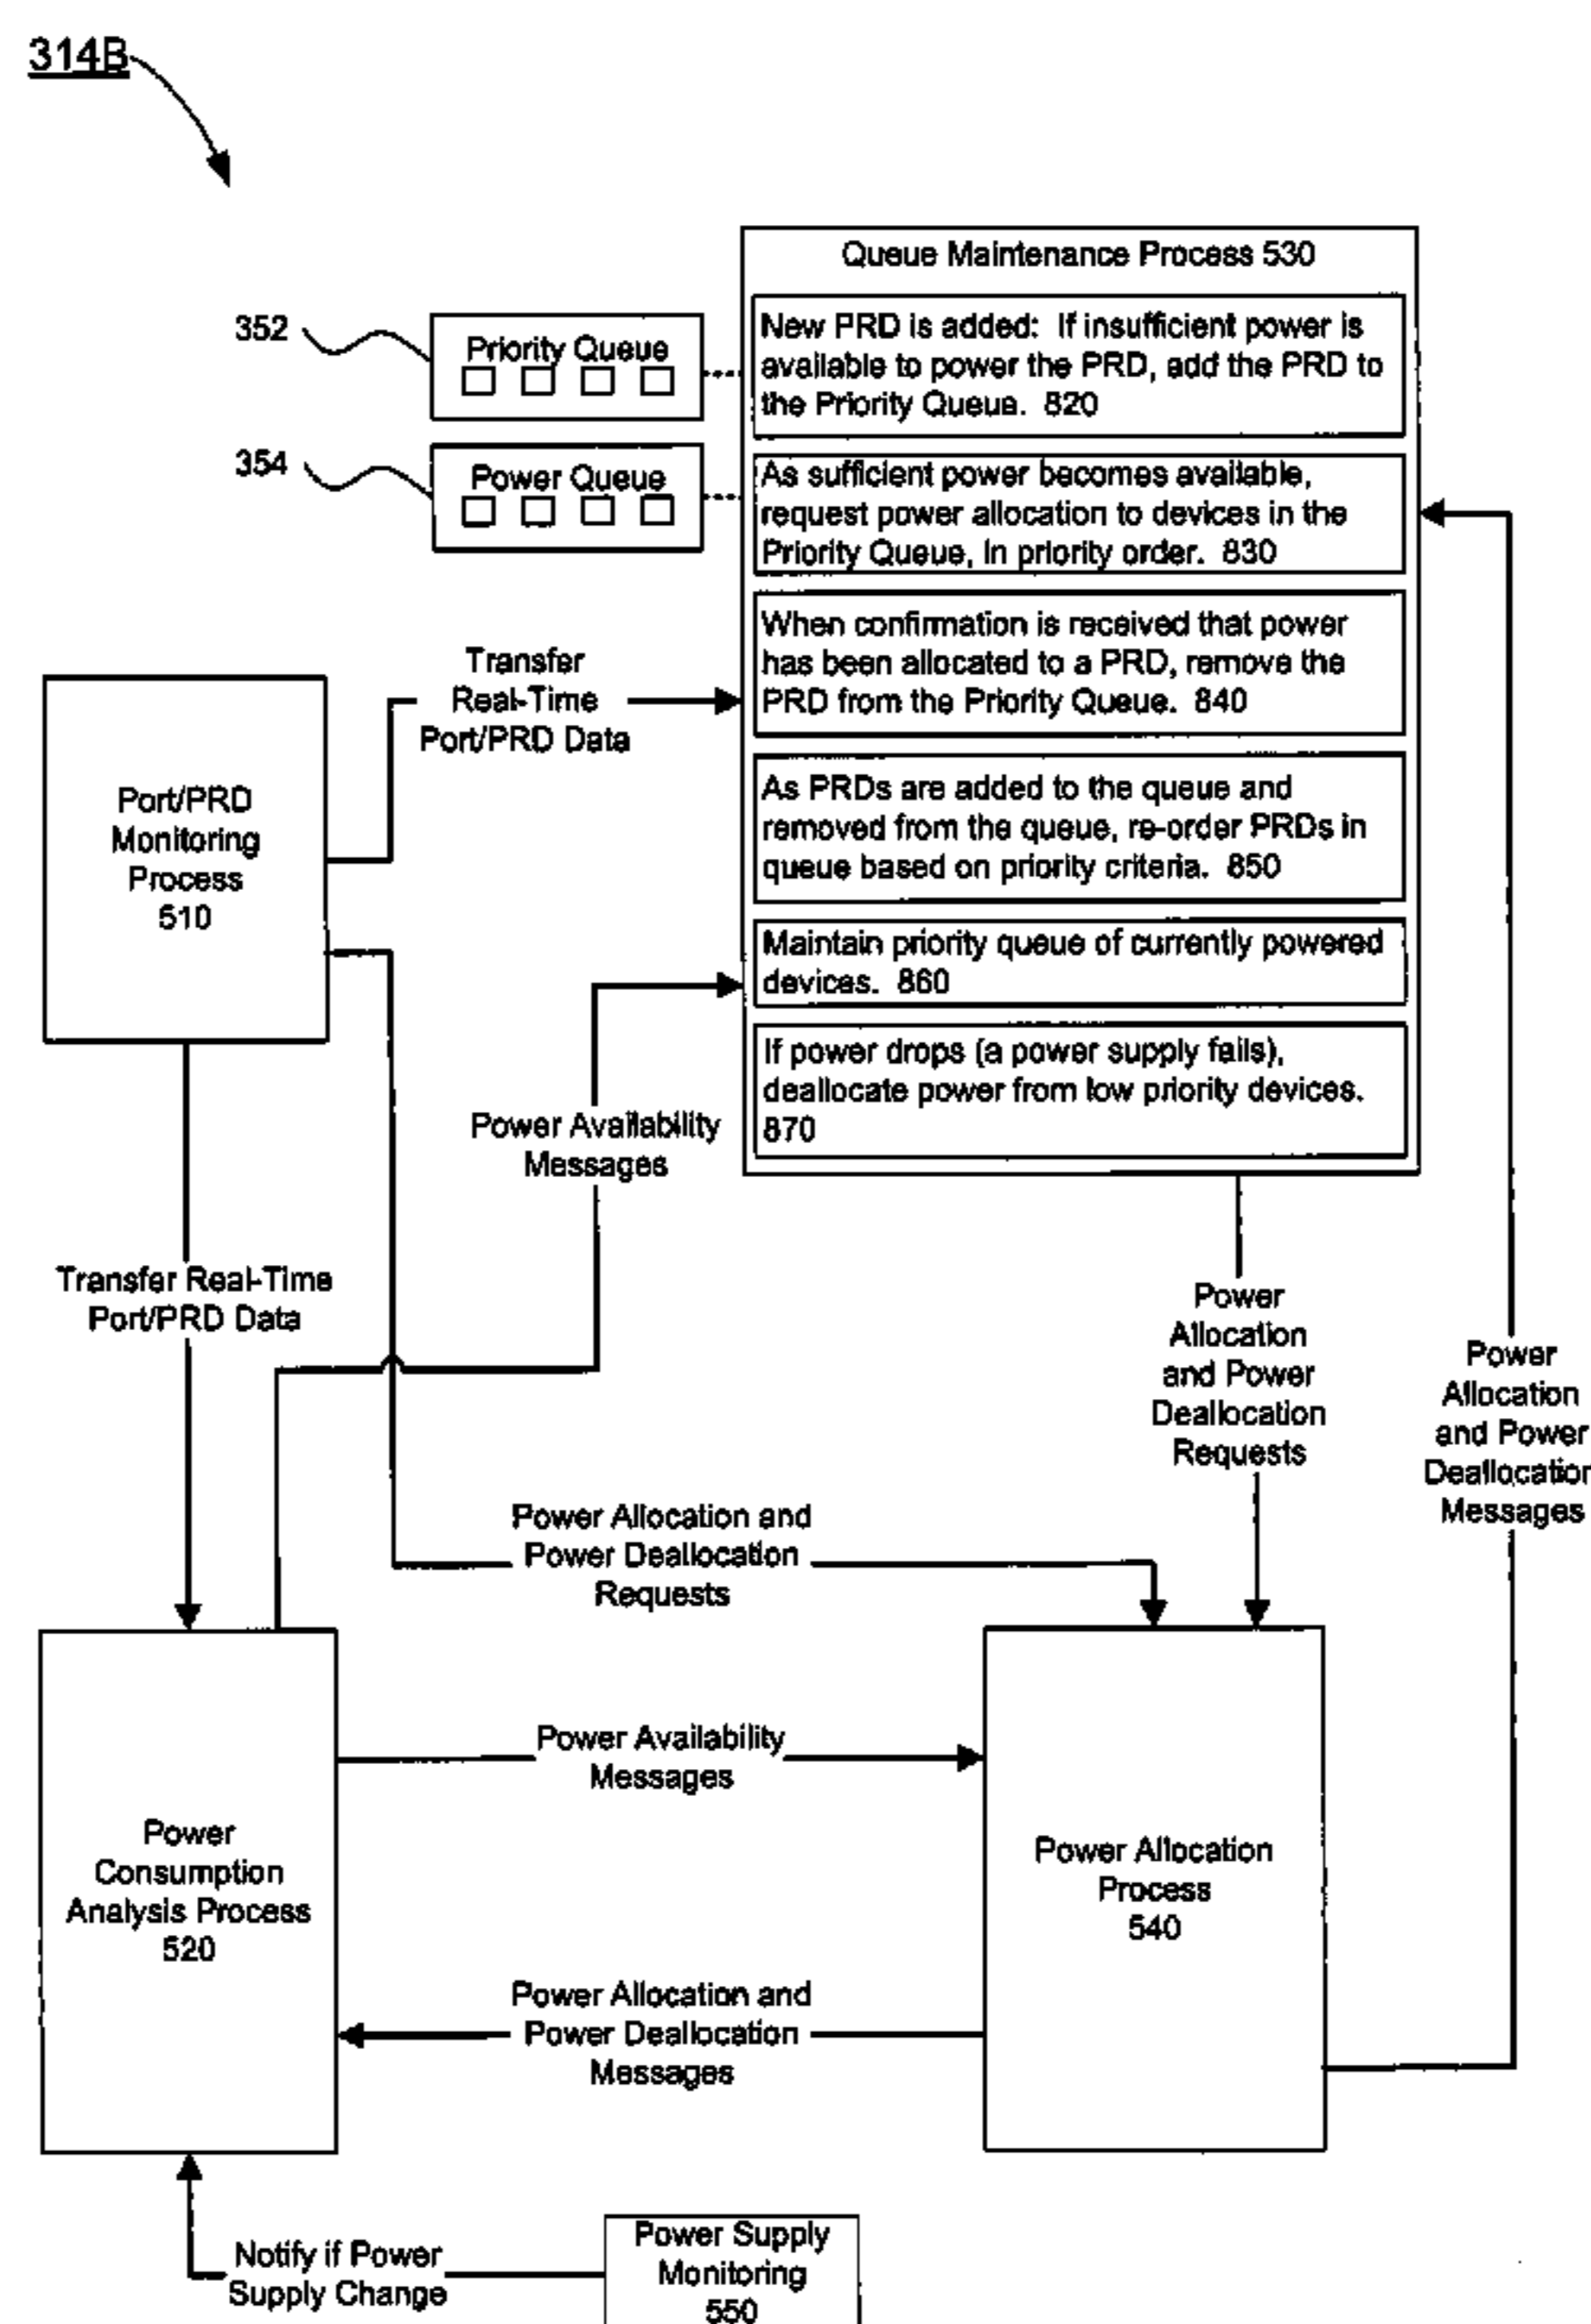 314B
Queue Maintenance Process 530
352
Priority Queue
New PRD is added: If insufficient power is
available to power the PRD, add the PRD to
the Priority Queue. 820
354
Power Queue
As sufficient power becomes available,
request power allocation to devices in the
Priority Queue, in priority order. 830
When confirmation is received that power
has been allocated to a PRD, remove the
PRD from the Priority Queue. 840
As PRDs are added to the queue and
removed from the queue, re-order PRDs in
queue based on priority criteria. 850
Maintain priority queue of currently powered
devices. 860
If power drops (a power supply fails),
deallocate power from low priority devices.
870
Transfer
Real-Time
Port/PRD Data
Port/PRD
Monitoring
Process
510
Power Availability
Messages
Transfer Real-Time
Port/PRD Data
Power
Allocation
and Power
Deallocation
Requests
Power
Allocation
and Power
Deallocation
Messages
Power Allocation and
Power Deallocation
Requests
Power Availability
Messages
Power
Consumption
Analysis Process
520
Power Allocation
Process
540
Power Allocation and
Power Deallocation
Messages
Notify if Power
Supply Change
Power Supply
Monitoring
550